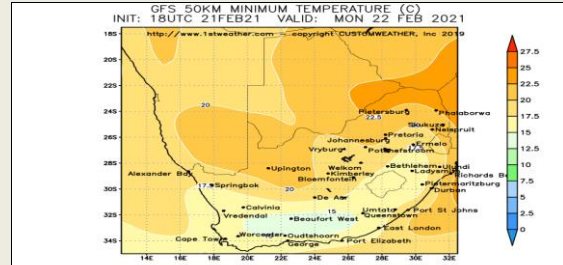 GFS 50KM MINIMUM TEMPERATURE (C)
INIT: 18UTC 21FEB21 VALID: MON 22 FEB 2021
18S http://www.1stweather.com — copyright CUSTOMWEATHER, Inc 2019
27.5
20S
25
22S
22.5
20
24S
20
Pietersburg Phalaborwa
22.5
17.5
Skukuza
Nelspruit
26S
15
Pretoria
Johannesburg
Ermelo
Vryburg Potchefstroom
12.5
28S
Welkom Bethlehem Ulundi
10
Alexander Bay Upington Kimberley Ladysmith
Richards B
Bloemfontein
7.5
17.5 Springbok
20
Pietermaritzburg
30S
Durban
5
De Aar
Calvinia
15
Umtata Port St Johns
2.5
32S
Vredendal Beaufort West
Queenstown
0
Worcester East London
34S
Cape Town Oudtshoorn
George Port Elizabeth
14E 16E 18E 20E 22E 24E 26E 28E 30E 32E